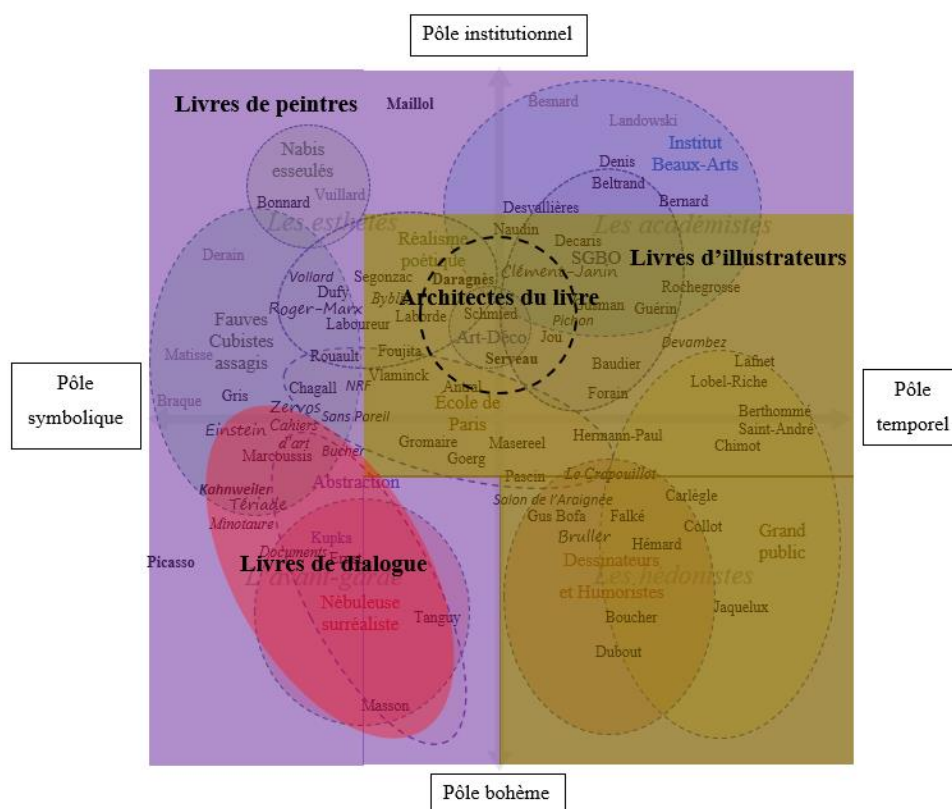 Pôle institutionnel
Livres de peintres
Maillol
Besnard
Landowski
Institut
Beaux-Arts
Nabis
esseulés
Vuillard
Bonnard
Denis
Beltrand
Bernard
Desvallières
Les esthètes
Les académistes
Naudin
Réalisme
poétique
Decaris
SGBO
Livres d'illustrateurs
Derain
Vollard
Segonzac
Daragnès
Clément-Janin
Rochegrosse
Dufy
Byblis
Architectes du livre
Roger-Marx
Guérin
Laboureur
Laborde
Schmied
Pichon
Fauves
Cubistes
assagis
Art-Déco
Jou
Devambez
Matisse
Rouault
Foujita
Serveau
Baudier
Lobel-Riche
Vlaminck
Pôle
symbolique
Braque
Gris
Chagall
NRF
Antral
Forain
Pôle
temporel
Zervos
Sans Pareil
École de
Paris
Berthommé
Saint-André
Einstein
Cahiers
d'art
Gromaire
Masereel
Hermann-Paul
Chimot
Marcoussis
Bucher
Goerg
Kahnweiler
Abstraction
Pascin
Le Crapouillot
Tériade
Salon de l'Araignée
Carlègle
Minotaure
Gus Bofa
Falké
Collot
Grand
public
Kupka
Bruller
Hémard
Picasso
Documents
Livres de dialogue
Dessinateurs
et Humoristes
L'avant-garde
Les hédonistes
Nébuleuse
surréaliste
Tanguy
Boucher
Jaquelux
Dubout
Masson
Pôle bohème